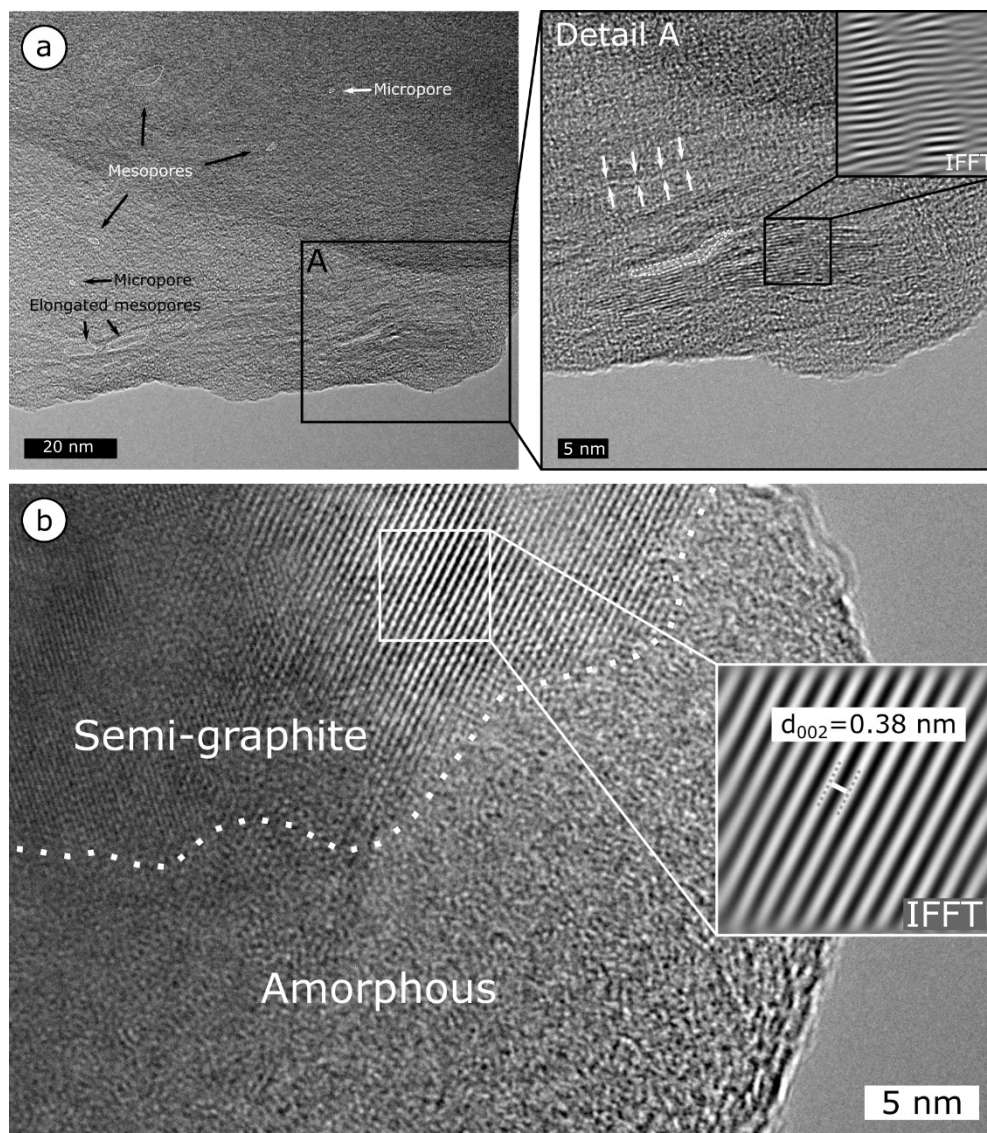 a
Micropore
Mesopores
Micropore
Elongated mesopores
A
20 nm
Detail A
IFFT
5 nm
b
Semi-graphite
d002=0.38 nm
IFFT
Amorphous
5 nm